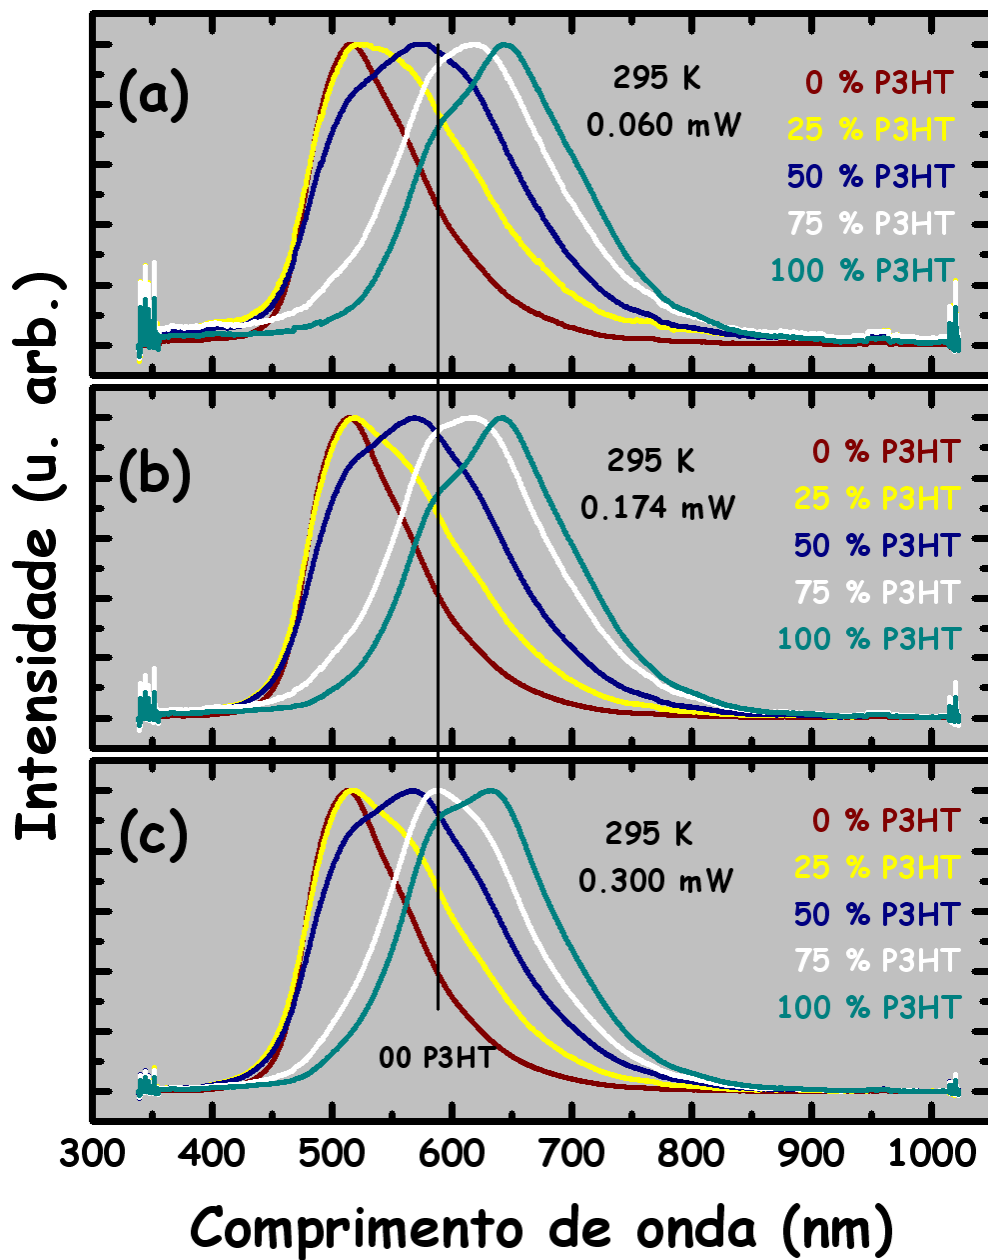 Intensidade (u. arb.)
(a)
295 K
0.060 mW
0 % P3HT
25 % P3HT
50 % P3HT
75 % P3HT
100 % P3HT
(b)
295 K
0.174 mW
0 % P3HT
25 % P3HT
50 % P3HT
75 % P3HT
100 % P3HT
(c)
295 K
0.300 mW
0 % P3HT
25 % P3HT
50 % P3HT
75 % P3HT
100 % P3HT
00 P3HT
300 400 500 600 700 800 900 1000
Comprimento de onda (nm)